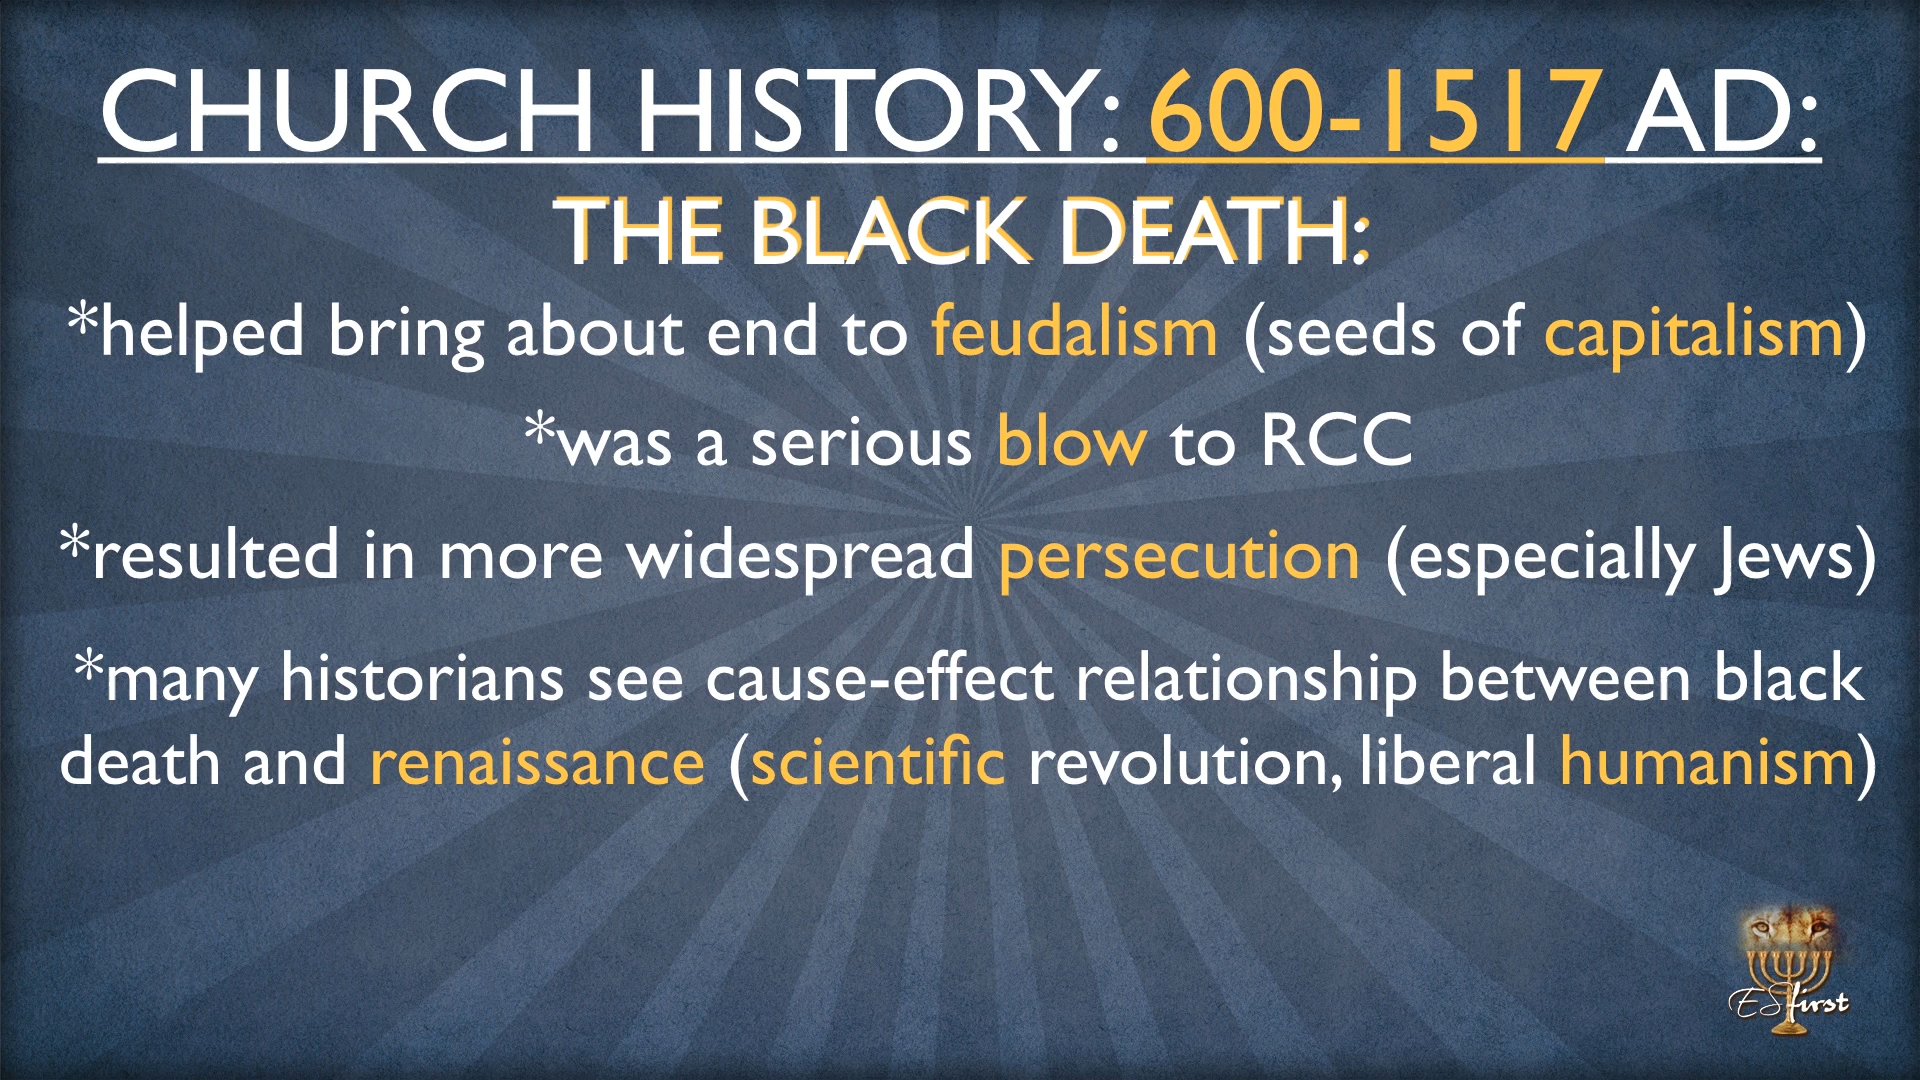 CHURCH HISTORY: 600-1517 AD:
THE BLACK DEATH:
*helped bring about end to feudalism (seeds of capitalism)
*was a serious blow to RCC
*resulted in more widespread persecution (especially Jews)
*many historians see cause-effect relationship between black
death and renaissance (scientific revolution, liberal humanism)
ESfirst